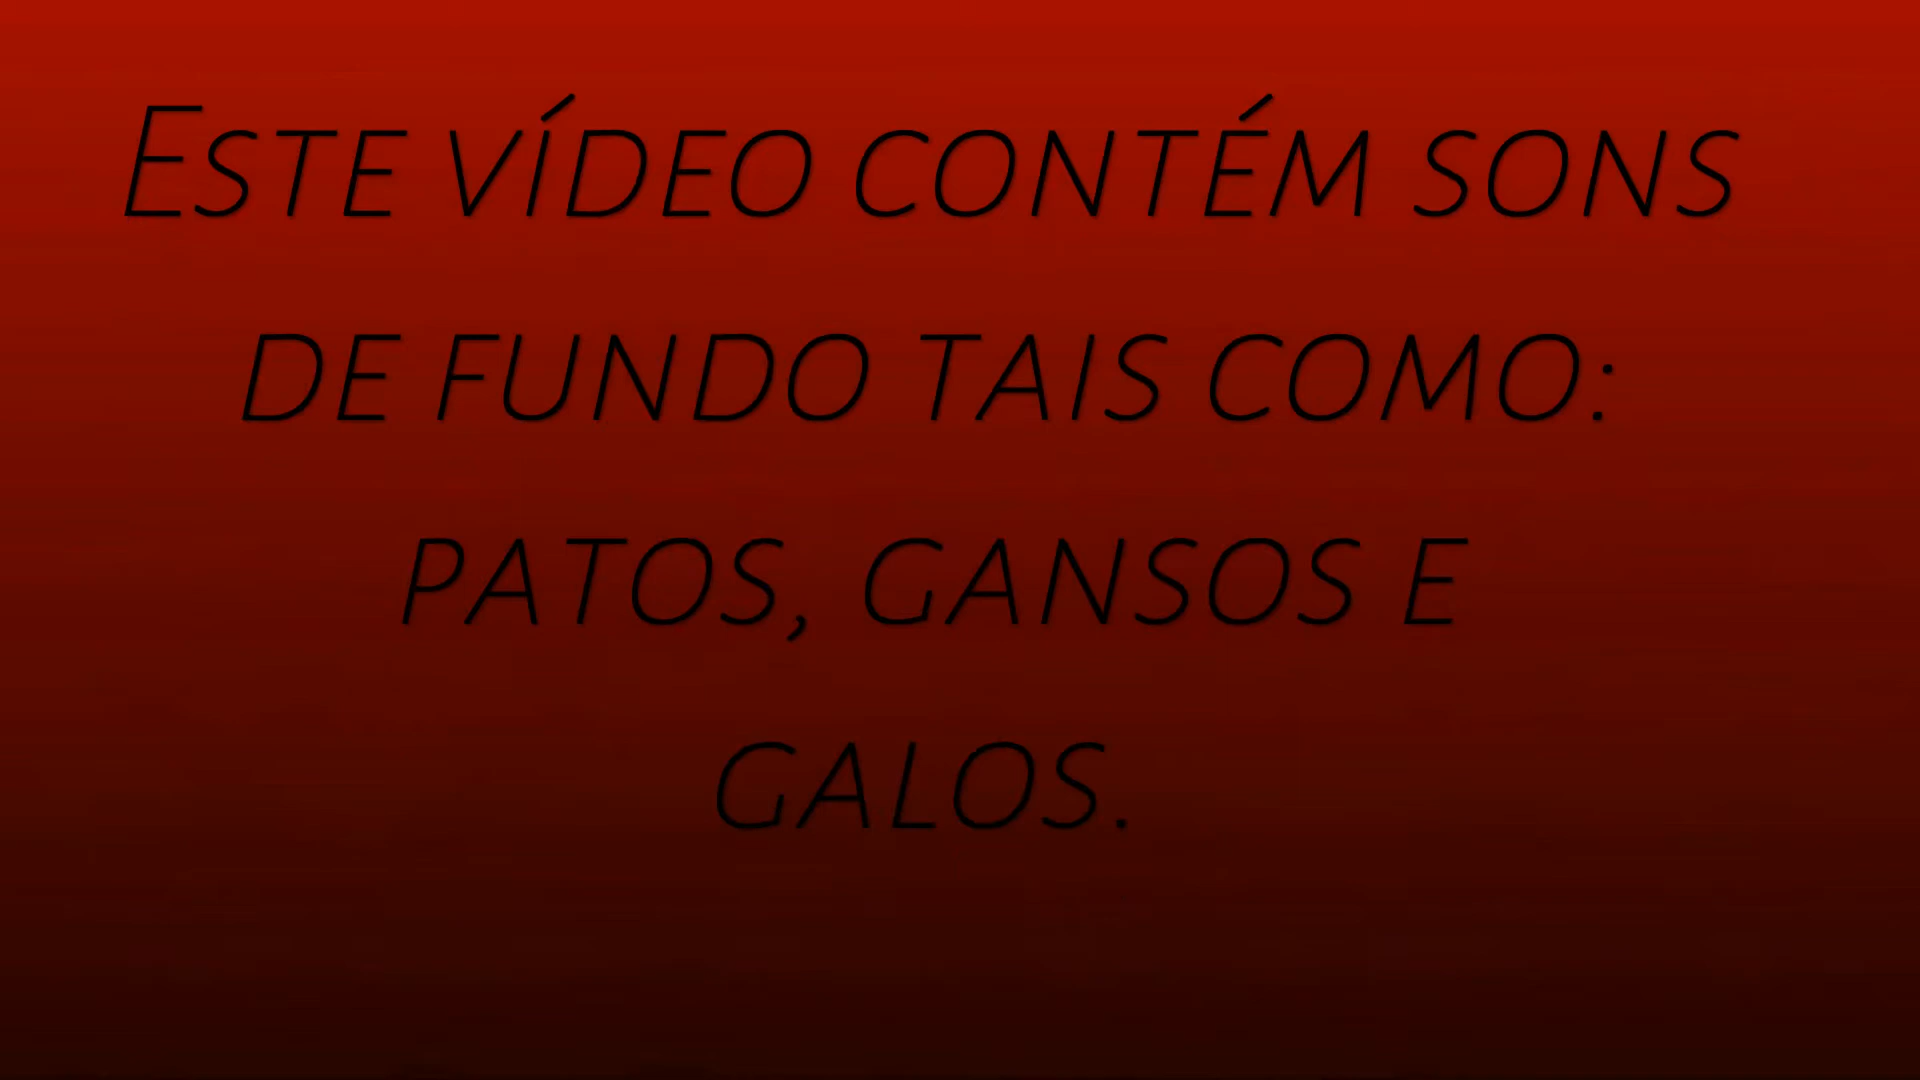 Este vídeo contém sons
de fundo tais como:
patos, gansos e
galos.